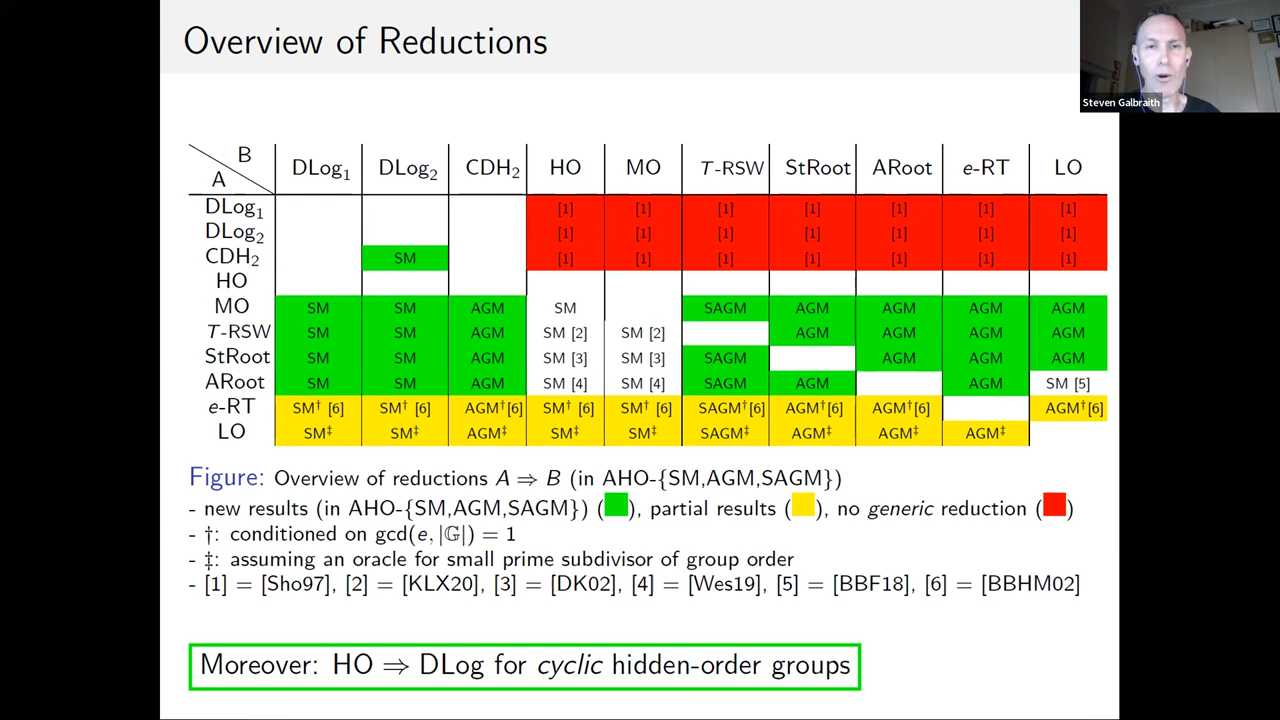 Overview of Reductions
Steven Galbraith
B
A
DLog₁ DLog₂ CDH₂ HO MO T-RSW StRoot ARoot e-RT LO
DLog₁ [1] [1] [1] [1] [1] [1] [1]
DLog₂ [1] [1] [1] [1] [1] [1] [1]
CDH₂ SM [1] [1] [1] [1] [1] [1] [1]
HO
MO SM SM AGM SM SAGM AGM AGM AGM AGM
T-RSW SM SM AGM SM [2] SM [2] AGM AGM AGM AGM
StRoot SM SM AGM SM [3] SM [3] SAGM AGM AGM AGM
ARoot SM SM AGM SM [4] SM [4] SAGM AGM AGM SM [5]
e-RT SM† [6] SM† [6] AGM†[6] SM† [6] SM† [6] SAGM†[6] AGM†[6] AGM†[6] AGM†[6]
LO SM‡ SM‡ AGM‡ SM‡ SM‡ SAGM‡ AGM‡ AGM‡ AGM‡
Figure: Overview of reductions A ⇒ B (in AHO-{SM,AGM,SAGM})
- new results (in AHO-{SM,AGM,SAGM}) ( ), partial results ( ), no generic reduction ( )
- †: conditioned on gcd(e, |𝔾|) = 1
- ‡: assuming an oracle for small prime subdivisor of group order
- [1] = [Sho97], [2] = [KLX20], [3] = [DK02], [4] = [Wes19], [5] = [BBF18], [6] = [BBHM02]
Moreover: HO ⇒ DLog for cyclic hidden-order groups